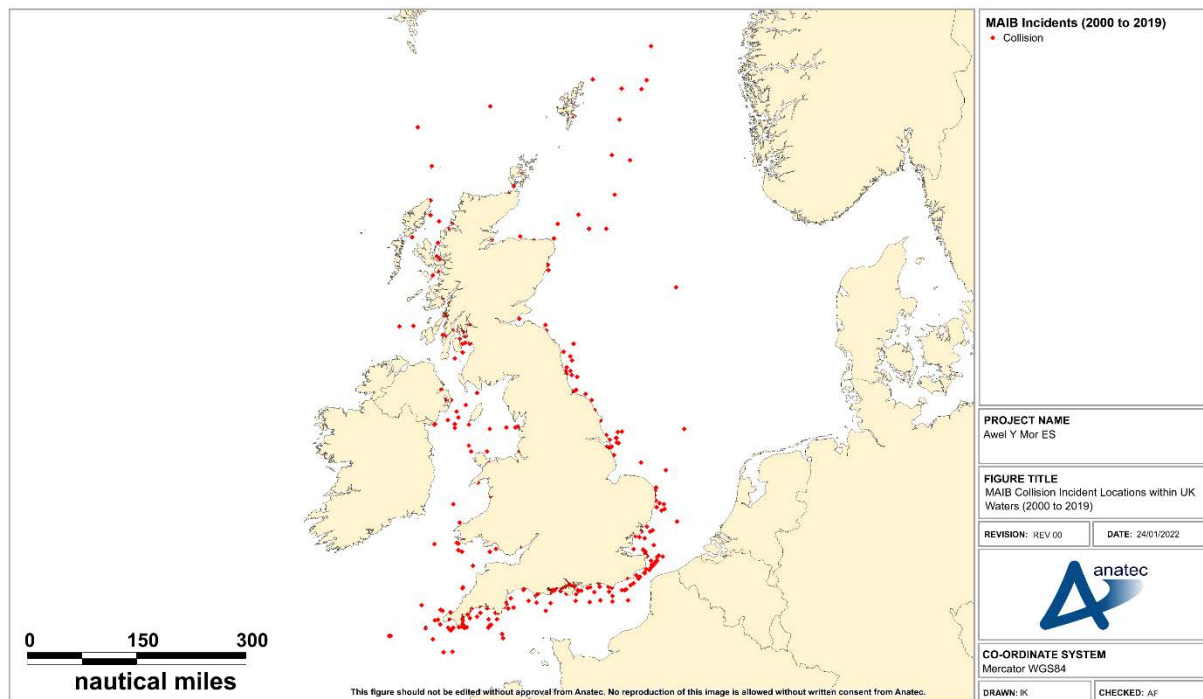 MAIB Incidents (2000 to 2019)
Collision
PROJECT NAME
Awel Y Mor ES
FIGURE TITLE
MAIB Collision Incident Locations within UK
Waters (2000 to 2019)
REVISION: REV 00 DATE: 24/01/2022
anatec
CO-ORDINATE SYSTEM
Mercator WGS84
DRAWN: IK CHECKED: AF
0 150 300
nautical miles
This figure should not be edited without approval from Anatec. No reproduction of this image is allowed without written consent from Anatec.